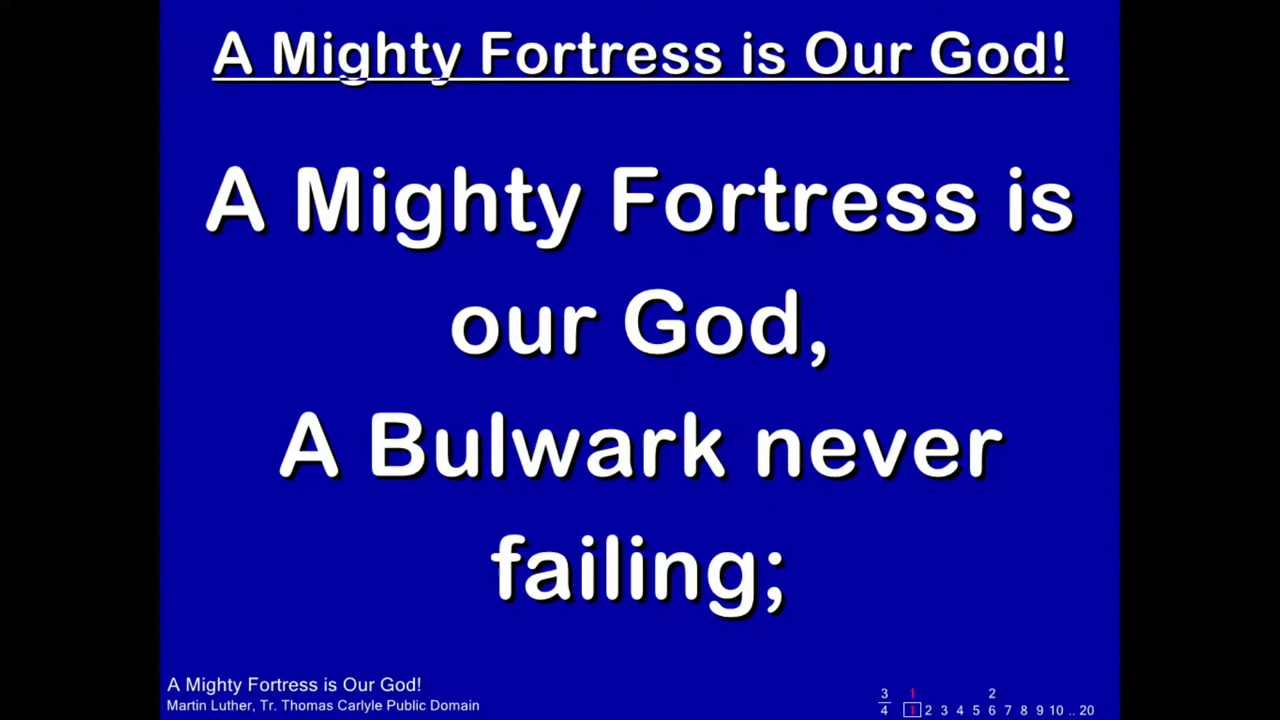 A Mighty Fortress is Our God!
A Mighty Fortress is
our God,
A Bulwark never
failing;
A Mighty Fortress is Our God!
Martin Luther, Tr. Thomas Carlyle Public Domain
3 1 2
4 1 2 3 4 5 6 7 8 9 10 .. 20